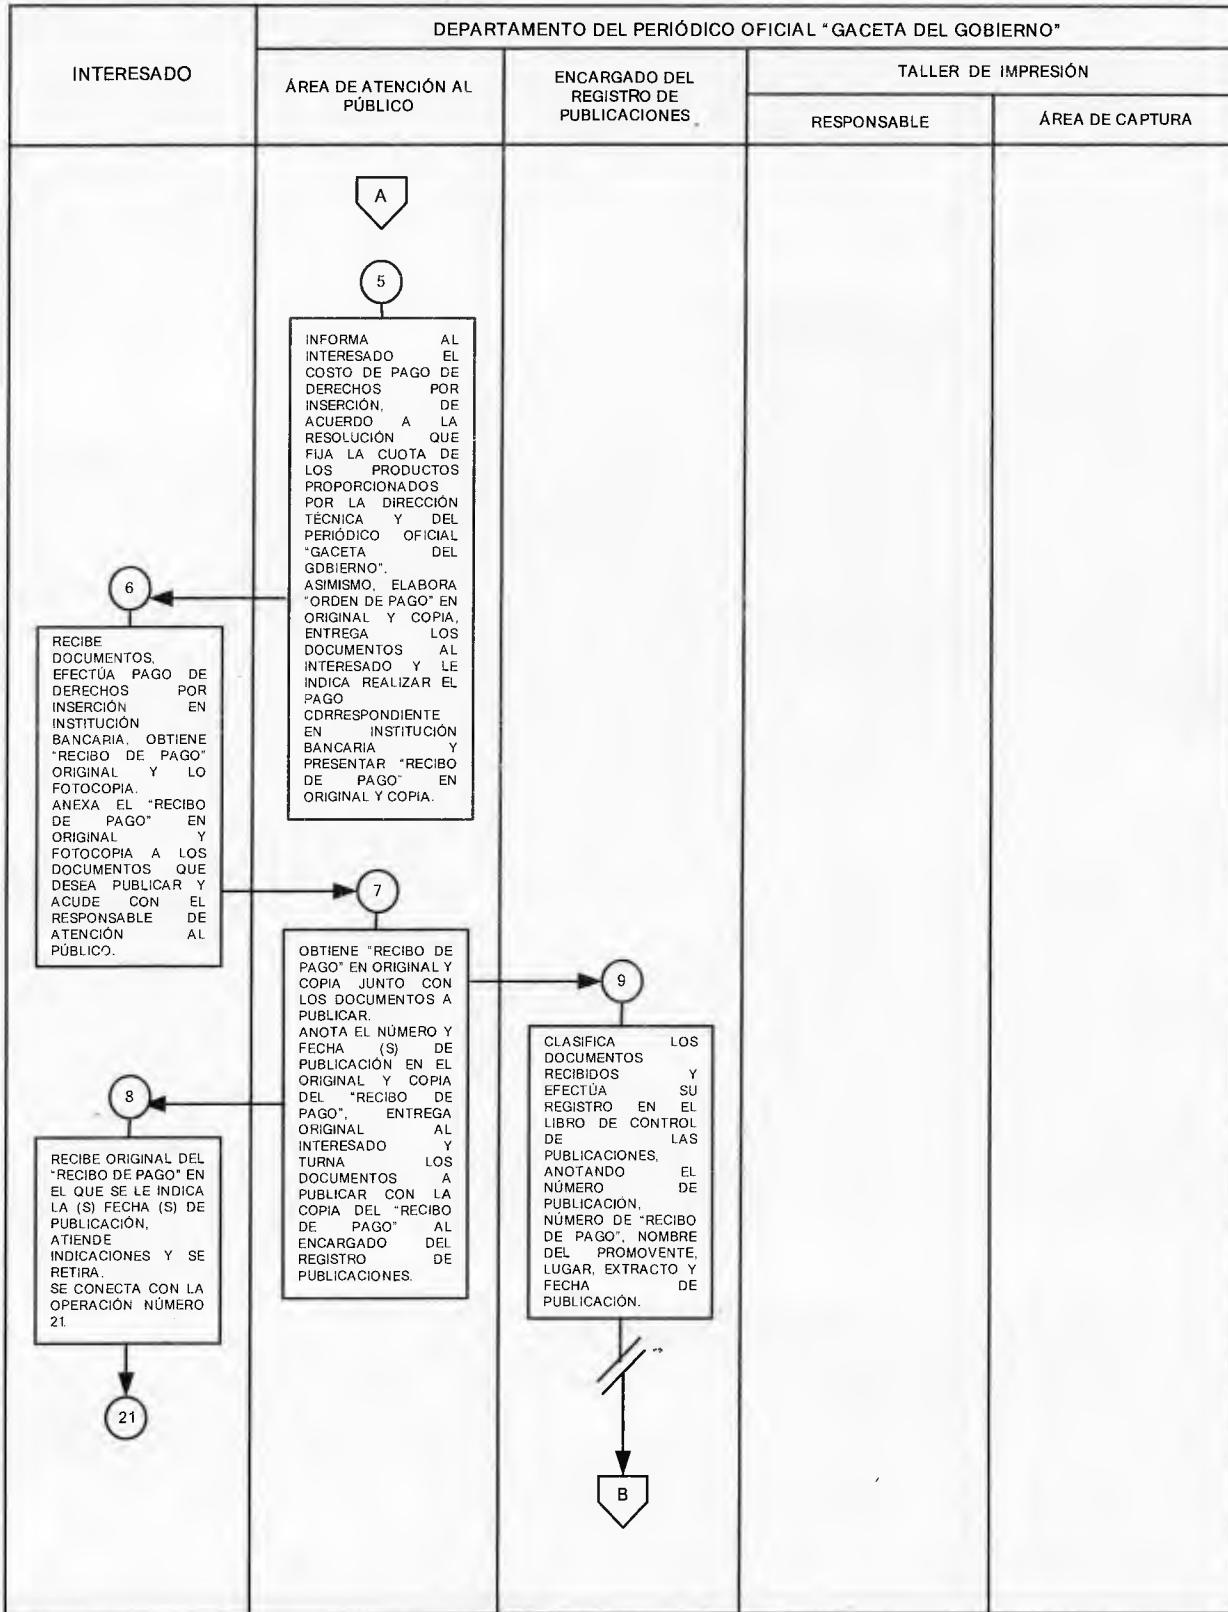 DEPARTAMENTO DEL PERIÓDICO OFICIAL "GACETA DEL GOBIERNO"
INTERESADO
ÁREA DE ATENCIÓN AL
PÚBLICO
ENCARGADO DEL
REGISTRO DE
PUBLICACIONES
TALLER DE IMPRESIÓN
RESPONSABLE
ÁREA DE CAPTURA
A
5
INFORMA AL
INTERESADO EL
COSTO DE PAGO DE
DERECHOS POR
INSERCIÓN, DE
ACUERDO A LA
RESOLUCIÓN QUE
FIJA LA CUOTA DE
LOS PRODUCTOS
PROPORCIONADOS
POR LA DIRECCIÓN
TÉCNICA Y DEL
PERIÓDICO OFICIAL
"GACETA DEL
GDBIERNO".
ASIMISMO, ELABORA
"ORDEN DE PAGO" EN
ORIGINAL Y COPIA,
ENTREGA LOS
DOCUMENTOS AL
INTERESADO Y LE
INDICA REALIZAR EL
PAGO
CDRRESPONDIENTE
EN INSTITUCIÓN
BANCARIA Y
PRESENTAR "RECIBO
DE PAGO" EN
ORIGINAL Y COPIA.
6
RECIBE
DOCUMENTOS,
EFECTÚA PAGO DE
DERECHOS POR
INSERCIÓN EN
INSTITUCIÓN
BANCARIA, OBTIENE
"RECIBO DE PAGO"
ORIGINAL Y LO
FOTOCOPIA.
ANEXA EL "RECIBO
DE PAGO" EN
ORIGINAL Y
FOTOCOPIA A LOS
DOCUMENTOS QUE
DESEA PUBLICAR Y
ACUDE CON EL
RESPONSABLE DE
ATENCIÓN AL
PÚBLICO.
7
OBTIENE "RECIBO DE
PAGO" EN ORIGINAL Y
COPIA JUNTO CON
LOS DOCUMENTOS A
PUBLICAR.
ANOTA EL NÚMERO Y
FECHA (S) DE
PUBLICACIÓN EN EL
ORIGINAL Y COPIA
DEL "RECIBO DE
PAGO", ENTREGA
ORIGINAL AL
INTERESADO Y
TURNA LOS
DOCUMENTOS A
PUBLICAR CON LA
COPIA DEL "RECIBO
DE PAGO" AL
ENCARGADO DEL
REGISTRO DE
PUBLICACIONES.
8
RECIBE ORIGINAL DEL
"RECIBO DE PAGO" EN
EL QUE SE LE INDICA
LA (S) FECHA (S) DE
PUBLICACIÓN,
ATIENDE
INDICACIONES Y SE
RETIRA.
SE CONECTA CON LA
OPERACIÓN NÚMERO
21.
21
9
CLASIFICA LOS
DOCUMENTOS
RECIBIDOS Y
EFECTÚA SU
REGISTRO EN EL
LIBRO DE CONTROL
DE LAS
PUBLICACIONES,
ANOTANDO EL
NÚMERO DE
PUBLICACIÓN,
NÚMERO DE "RECIBO
DE PAGO", NOMBRE
DEL PROMOVENTE,
LUGAR, EXTRACTO Y
FECHA DE
PUBLICACIÓN.
B